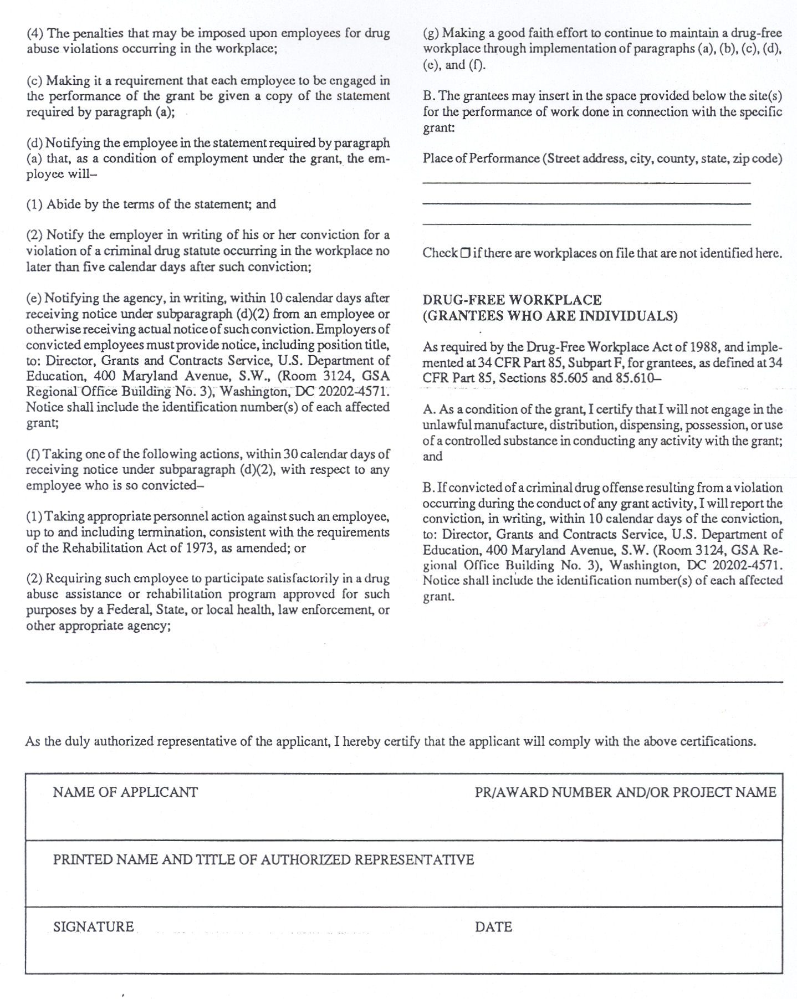 (4) The penalties that may be imposed upon employees for drug
abuse violations occurring in the workplace;
(c) Making it a requirement that each employee to be engaged in
the performance of the grant be given a copy of the statement
required by paragraph (a);
(d) Notifying the employee in the statement required by paragraph
(a) that, as a condition of employment under the grant, the em-
ployee will–
(1) Abide by the terms of the statement; and
(2) Notify the employer in writing of his or her conviction for a
violation of a criminal drug statute occurring in the workplace no
later than five calendar days after such conviction;
(e) Notifying the agency, in writing, within 10 calendar days after
receiving notice under subparagraph (d)(2) from an employee or
otherwise receiving actual notice of such conviction. Employers of
convicted employees must provide notice, including position title,
to: Director, Grants and Contracts Service, U.S. Department of
Education, 400 Maryland Avenue, S.W., (Room 3124, GSA
Regional Office Building No. 3), Washington, DC 20202-4571.
Notice shall include the identification number(s) of each affected
grant;
(f) Taking one of the following actions, within 30 calendar days of
receiving notice under subparagraph (d)(2), with respect to any
employee who is so convicted–
(1) Taking appropriate personnel action against such an employee,
up to and including termination, consistent with the requirements
of the Rehabilitation Act of 1973, as amended; or
(2) Requiring such employee to participate satisfactorily in a drug
abuse assistance or rehabilitation program approved for such
purposes by a Federal, State, or local health, law enforcement, or
other appropriate agency;
(g) Making a good faith effort to continue to maintain a drug-free
workplace through implementation of paragraphs (a), (b), (c), (d),
(e), and (f).
B. The grantees may insert in the space provided below the site(s)
for the performance of work done in connection with the specific
grant:
Place of Performance (Street address, city, county, state, zip code)
Check ❒ if there are workplaces on file that are not identified here.
DRUG-FREE WORKPLACE
(GRANTEES WHO ARE INDIVIDUALS)
As required by the Drug-Free Workplace Act of 1988, and imple-
mented at 34 CFR Part 85, Subpart F, for grantees, as defined at 34
CFR Part 85, Sections 85.605 and 85.610–
A. As a condition of the grant, I certify that I will not engage in the
unlawful manufacture, distribution, dispensing, possession, or use
of a controlled substance in conducting any activity with the grant;
and
B. If convicted of a criminal drug offense resulting from a violation
occurring during the conduct of any grant activity, I will report the
conviction, in writing, within 10 calendar days of the conviction,
to: Director, Grants and Contracts Service, U.S. Department of
Education, 400 Maryland Avenue, S.W. (Room 3124, GSA Re-
gional Office Building No. 3), Washington, DC 20202-4571.
Notice shall include the identification number(s) of each affected
grant.
As the duly authorized representative of the applicant, I hereby certify that the applicant will comply with the above certifications.
NAME OF APPLICANT PR/AWARD NUMBER AND/OR PROJECT NAME
PRINTED NAME AND TITLE OF AUTHORIZED REPRESENTATIVE
SIGNATURE DATE